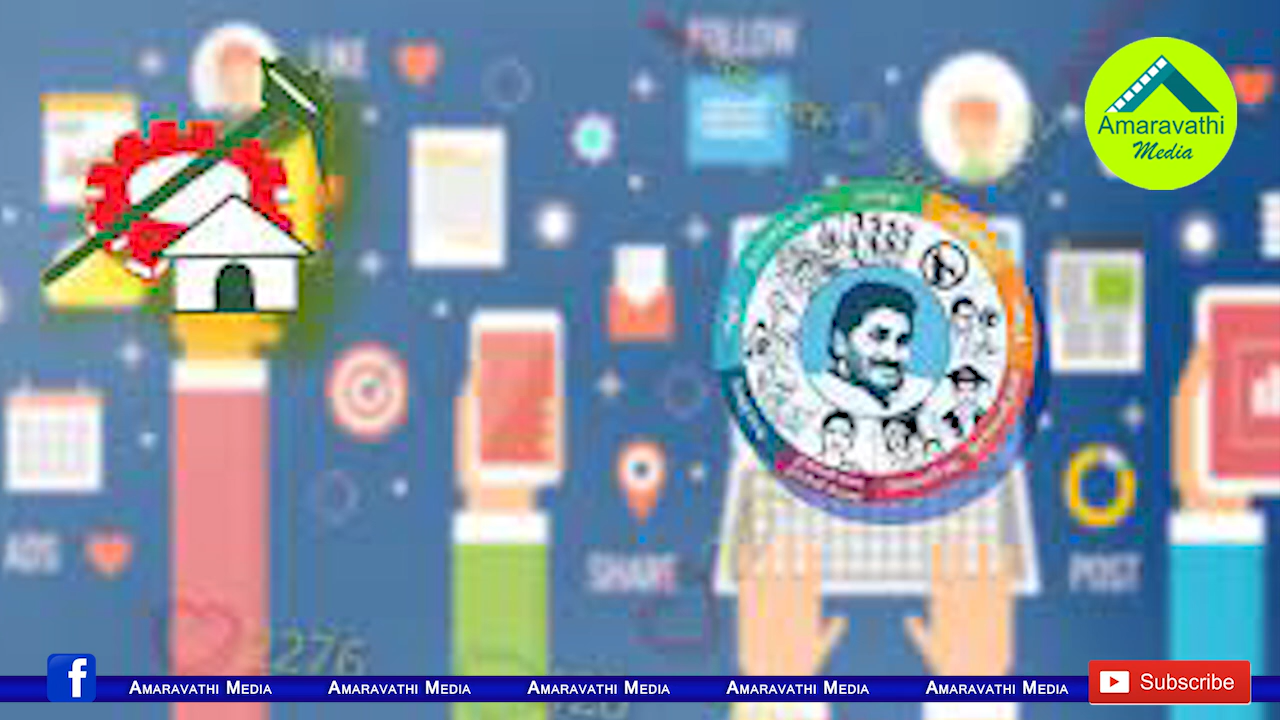 LIKE
FOLLOW
Amaravathi
Media
ADS
SHARE
POST
276
Amaravathi Media Amaravathi Media Amaravathi Media Amaravathi Media Amaravathi Media
Subscribe